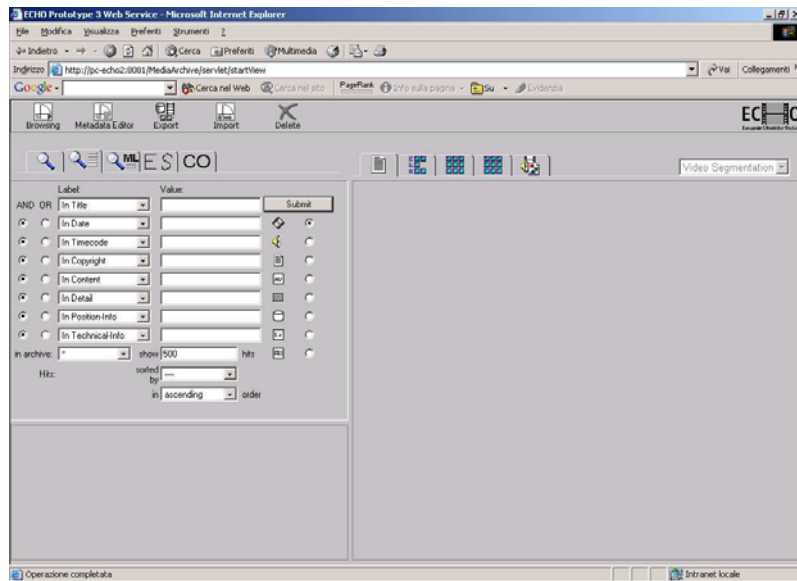 ECHO Prototype 3 Web Service - Microsoft Internet Explorer
File Modifica Visualizza Preferiti Strumenti ?
Indietro Cerca Preferiti Multimedia
Indirizzo http://pc-echo2:8081/MediaArchive/servlet/startView Vai Collegamenti
Google Cerca nel Web Cerca nel sito PageRank Info sulla pagina Su Evidenzia
Browsing Metadata Editor Export Import Delete
ECHO
ML E S CO
Video Segmentation
Label: Value:
AND OR In Title Submit
In Date
In Timecode
In Copyright
In Content
In Detail
In Position-Info
In Technical-Info
in archive: * show 500 hits
Hits: sorted by ---
in ascending order
Operazione completata Intranet locale